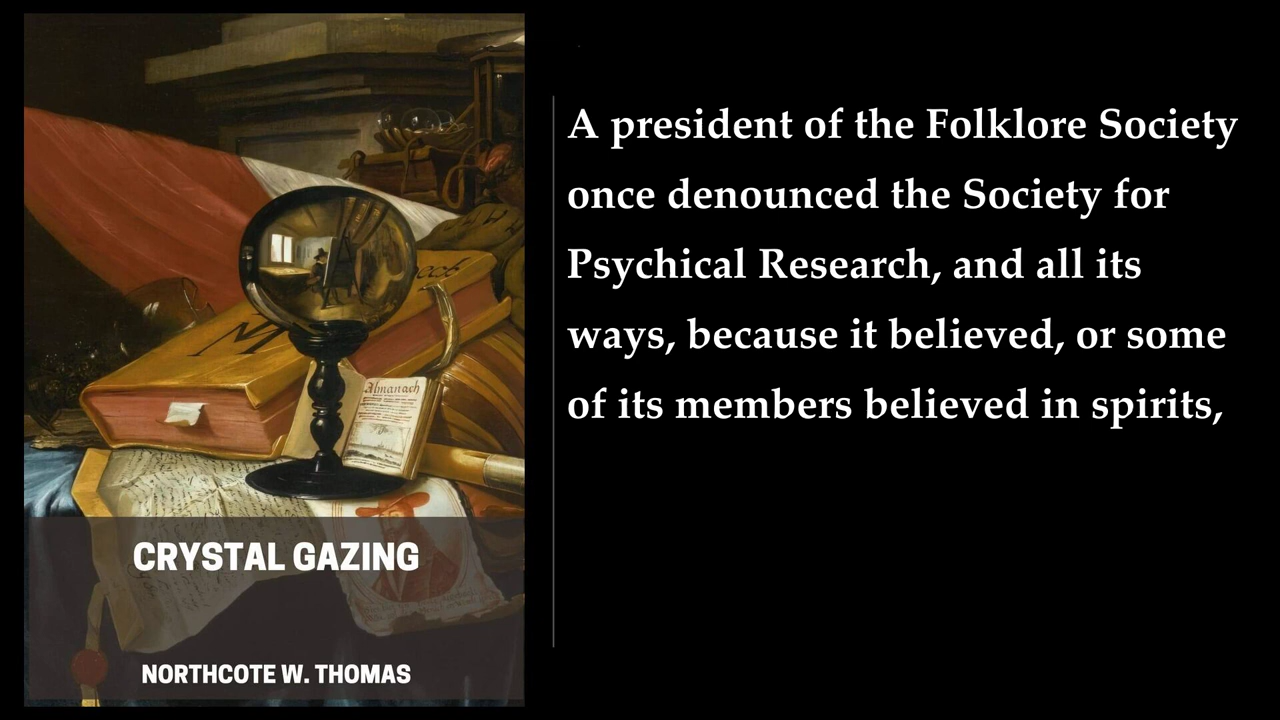 A president of the Folklore Society
once denounced the Society for
Psychical Research, and all its
ways, because it believed, or some
of its members believed in spirits,
M
Almanach
CRYSTAL GAZING
NORTHCOTE W. THOMAS